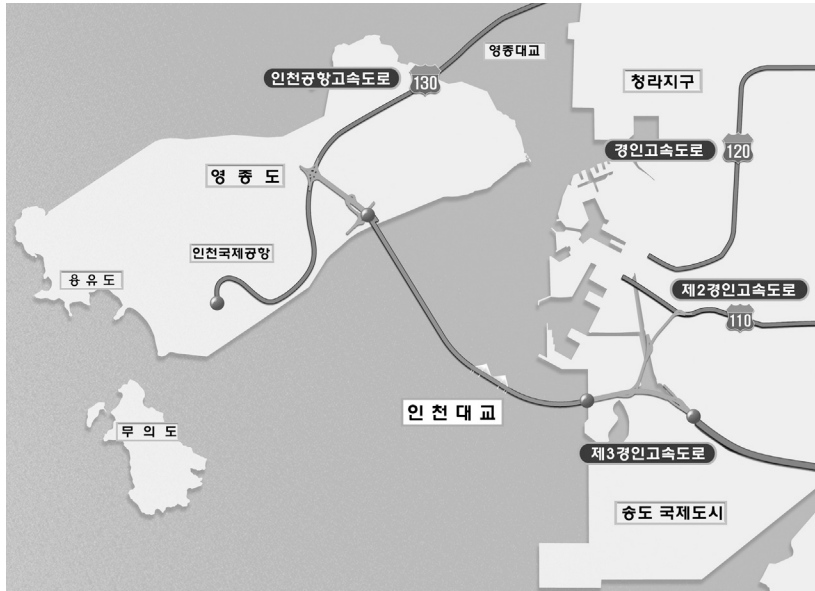 영종대교
인천공항고속도로
130
청라지구
경인고속도로
120
영 종 도
인천국제공항
용 유 도
제2경인고속도로
110
인 천 대 교
무 의 도
제3경인고속도로
송도 국제도시